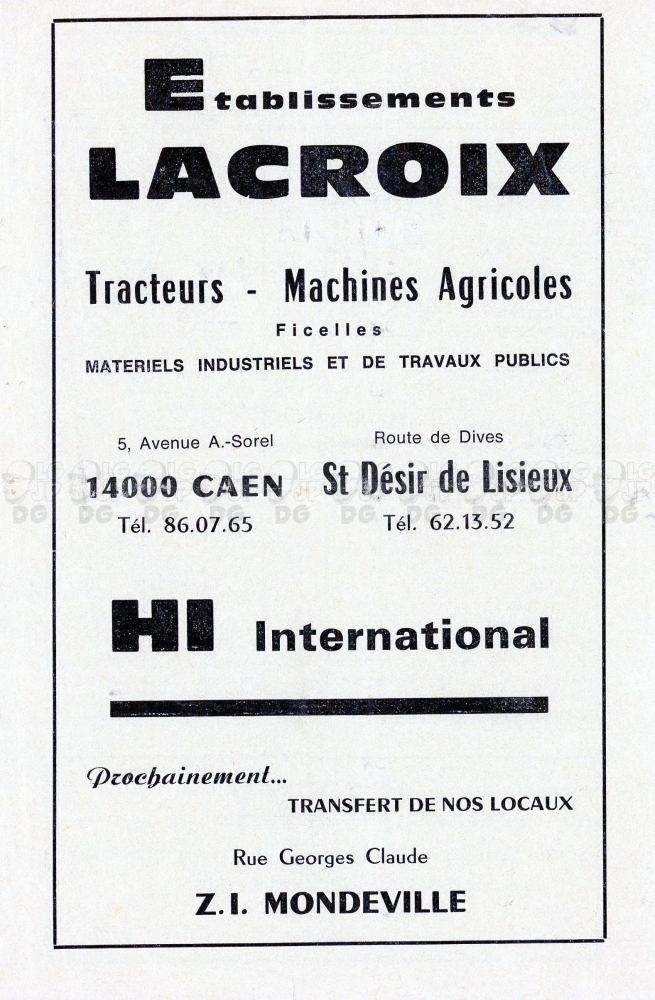 Etablissements
LACROIX
Tracteurs - Machines Agricoles
Ficelles
MATERIELS INDUSTRIELS ET DE TRAVAUX PUBLICS
5, Avenue A.-Sorel
14000 CAEN
Tél. 86.07.65
Route de Dives
St Désir de Lisieux
Tél. 62.13.52
HI International
Prochainement...
TRANSFERT DE NOS LOCAUX
Rue Georges Claude
Z.I. MONDEVILLE